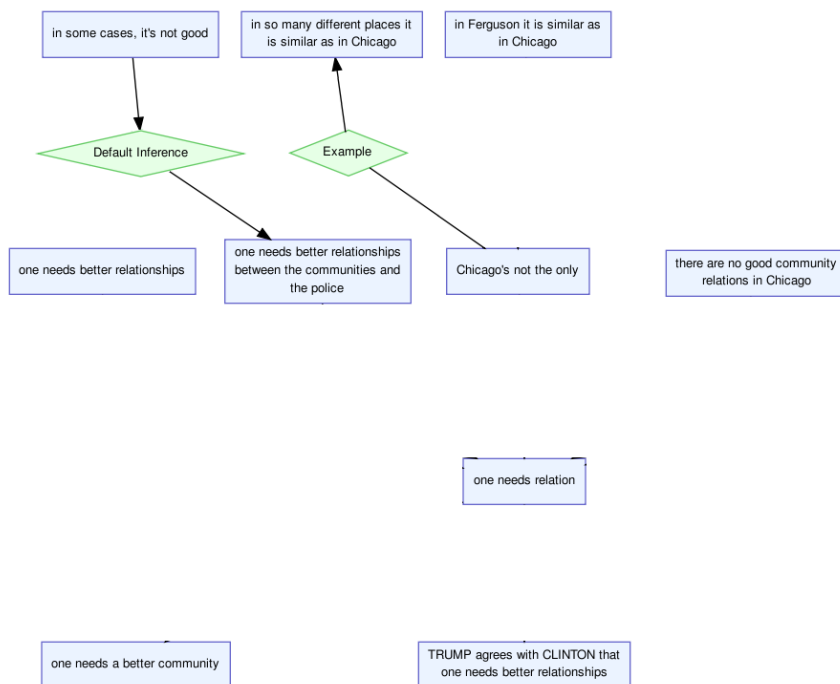 in some cases, it's not good
in so many different places it
is similar as in Chicago
in Ferguson it is similar as
in Chicago
Default Inference
Example
one needs better relationships
one needs better relationships
between the communities and
the police
Chicago's not the only
there are no good community
relations in Chicago
one needs relation
one needs a better community
TRUMP agrees with CLINTON that
one needs better relationships